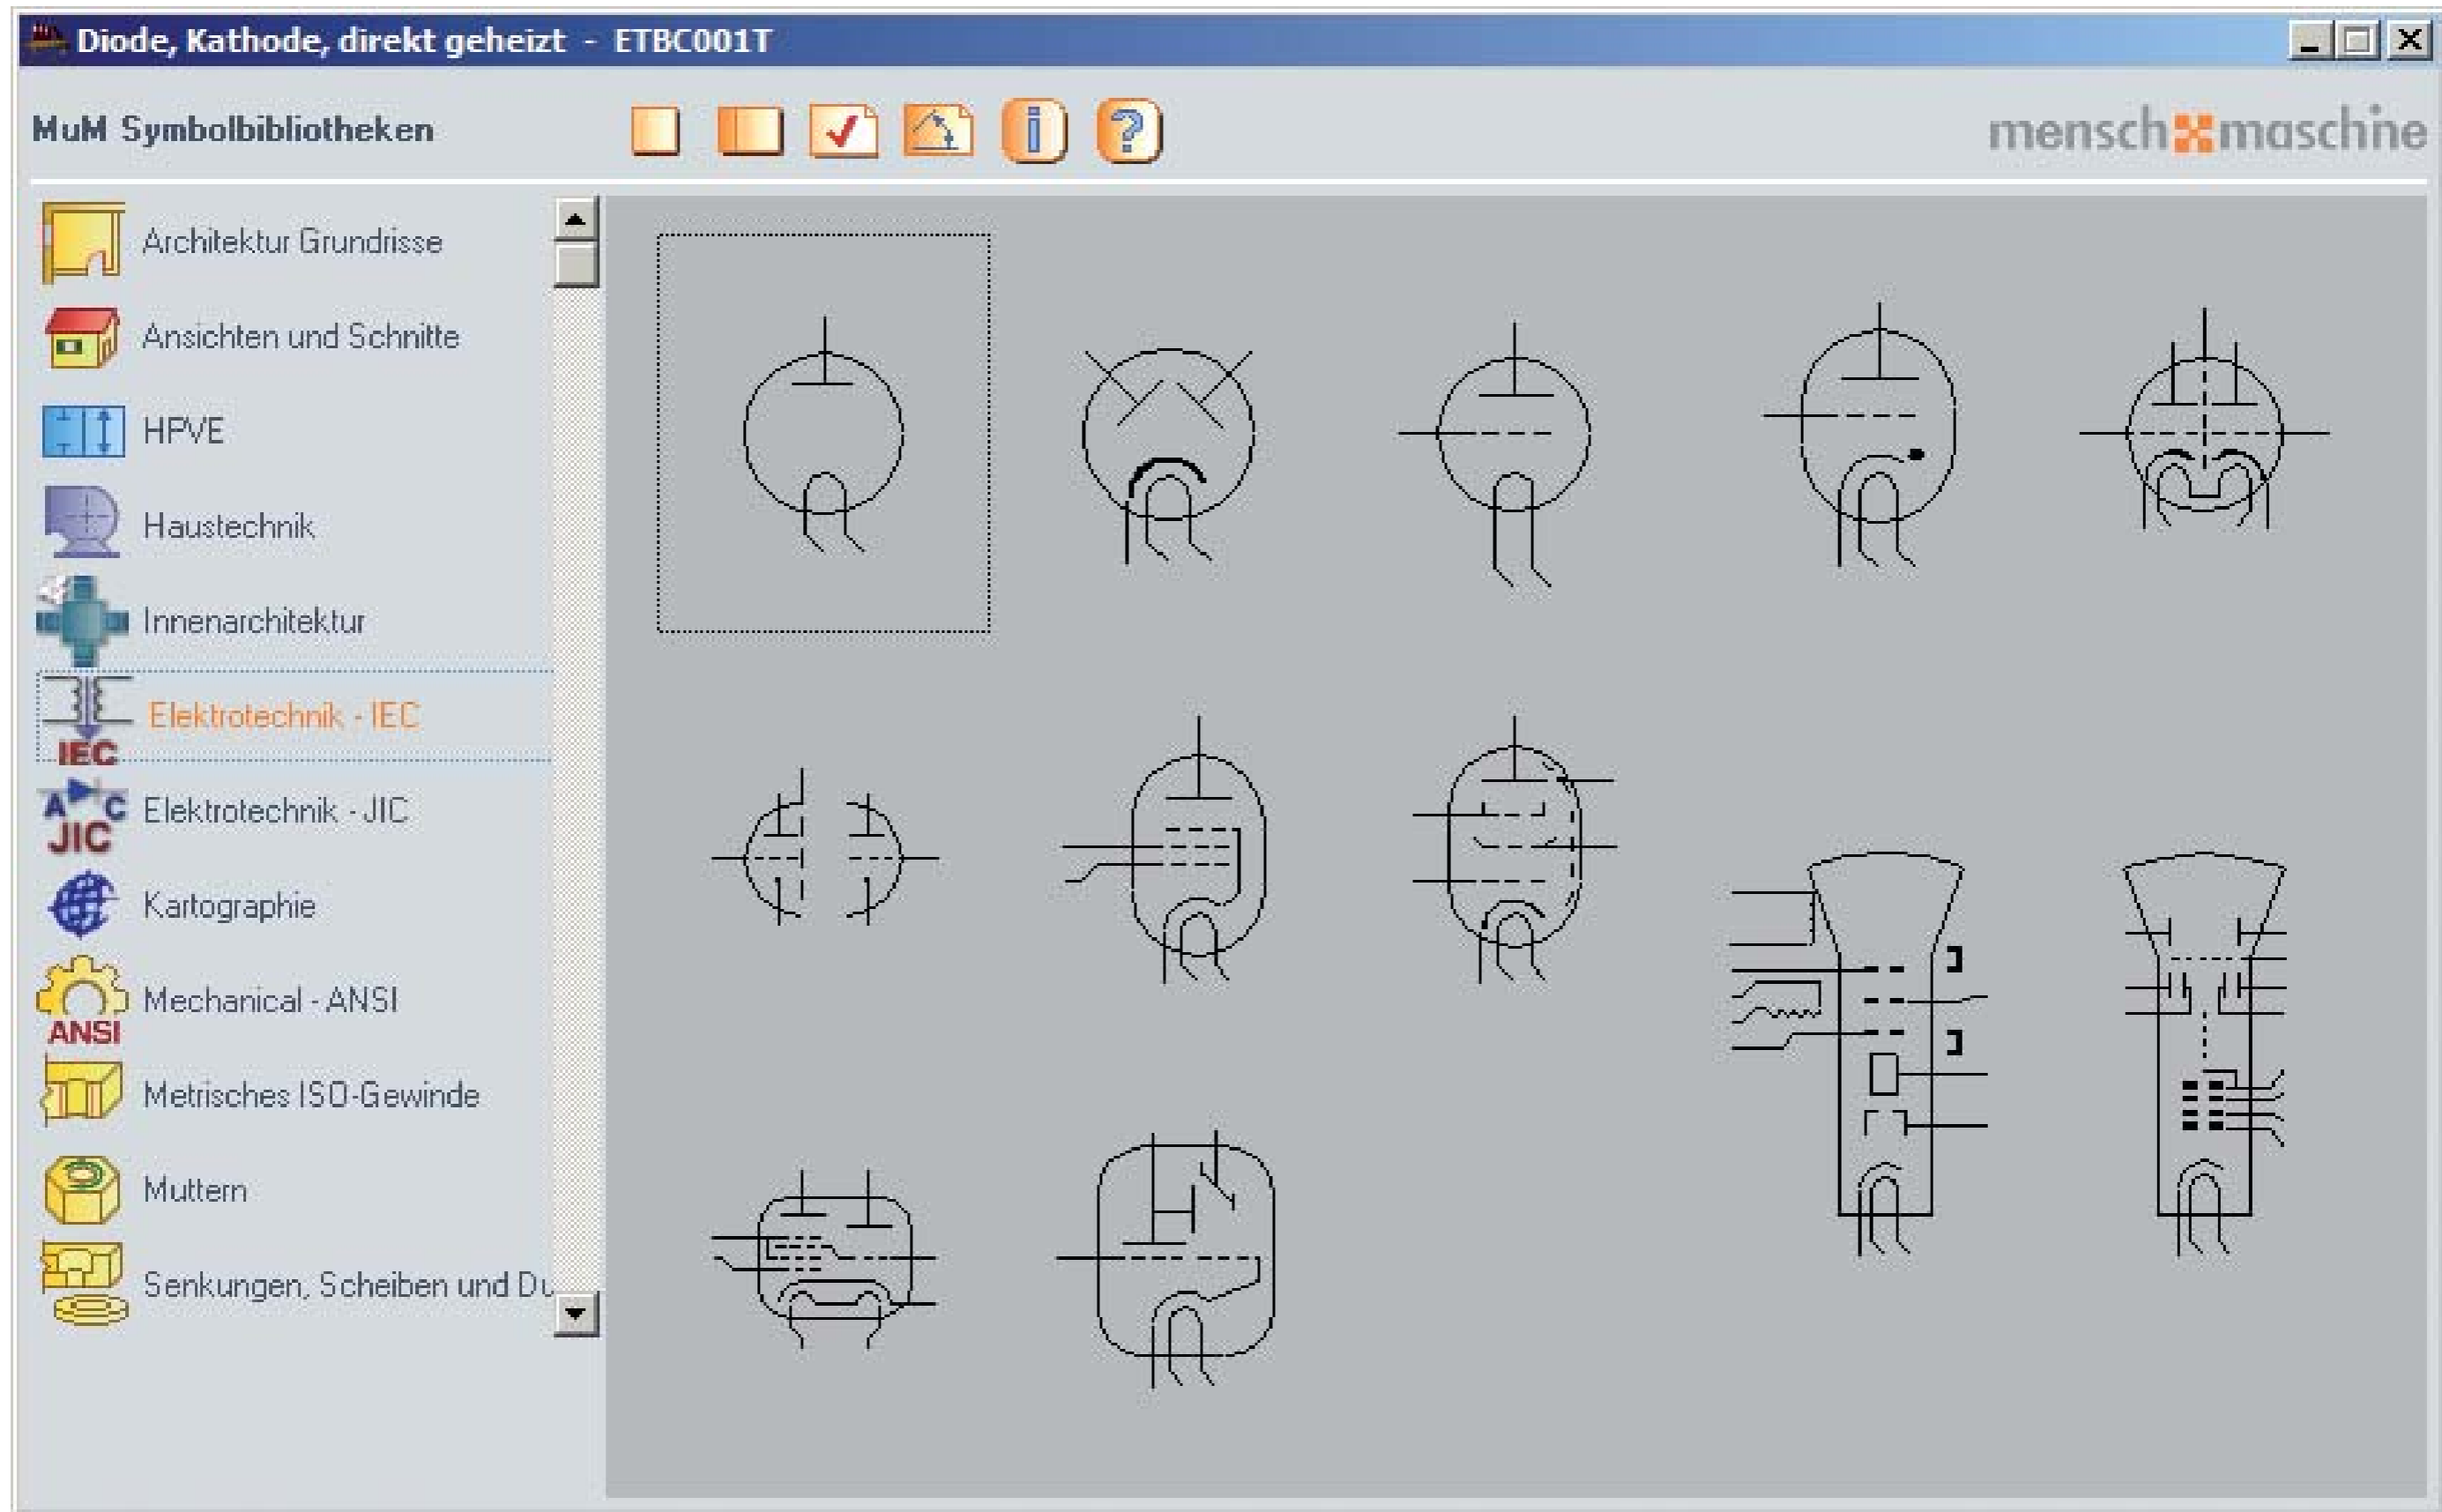 Diode, Kathode, direkt geheizt - ETBC001T
MuM Symbolbibliotheken
i ?
mensch maschine
Architektur Grundrisse
Ansichten und Schnitte
HPVE
Haustechnik
Innenarchitektur
Elektrotechnik - IEC
IEC
A C
JIC
Elektrotechnik - JIC
Kartographie
Mechanical - ANSI
ANSI
Metrisches ISO-Gewinde
Muttern
Senkungen, Scheiben und Du